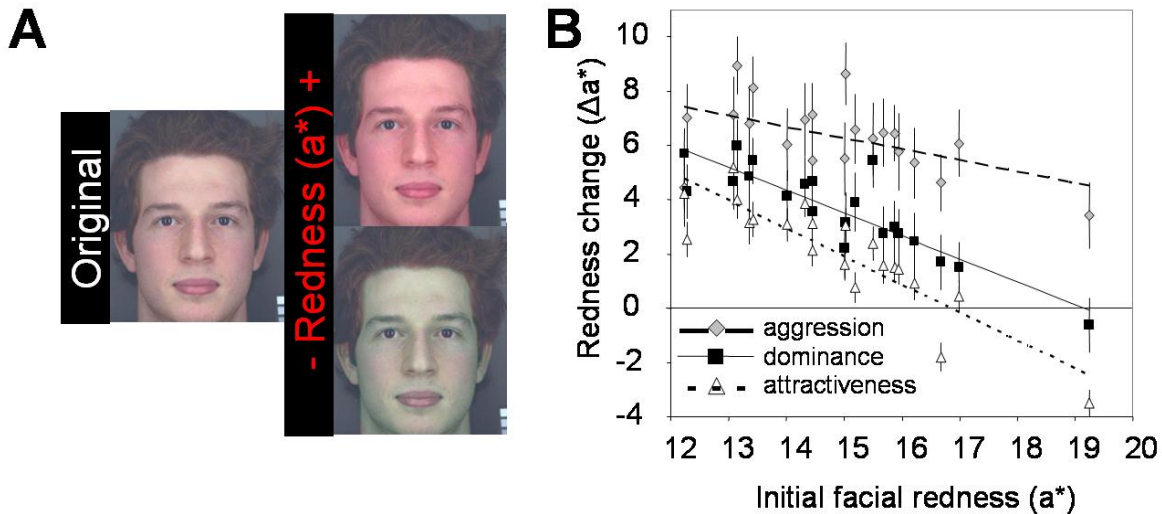 A
Original
- Redness (a*) +
B
Redness change (Δa*)
10
8
6
4
2
0
-2
-4
aggression
dominance
attractiveness
12 13 14 15 16 17 18 19 20
Initial facial redness (a*)